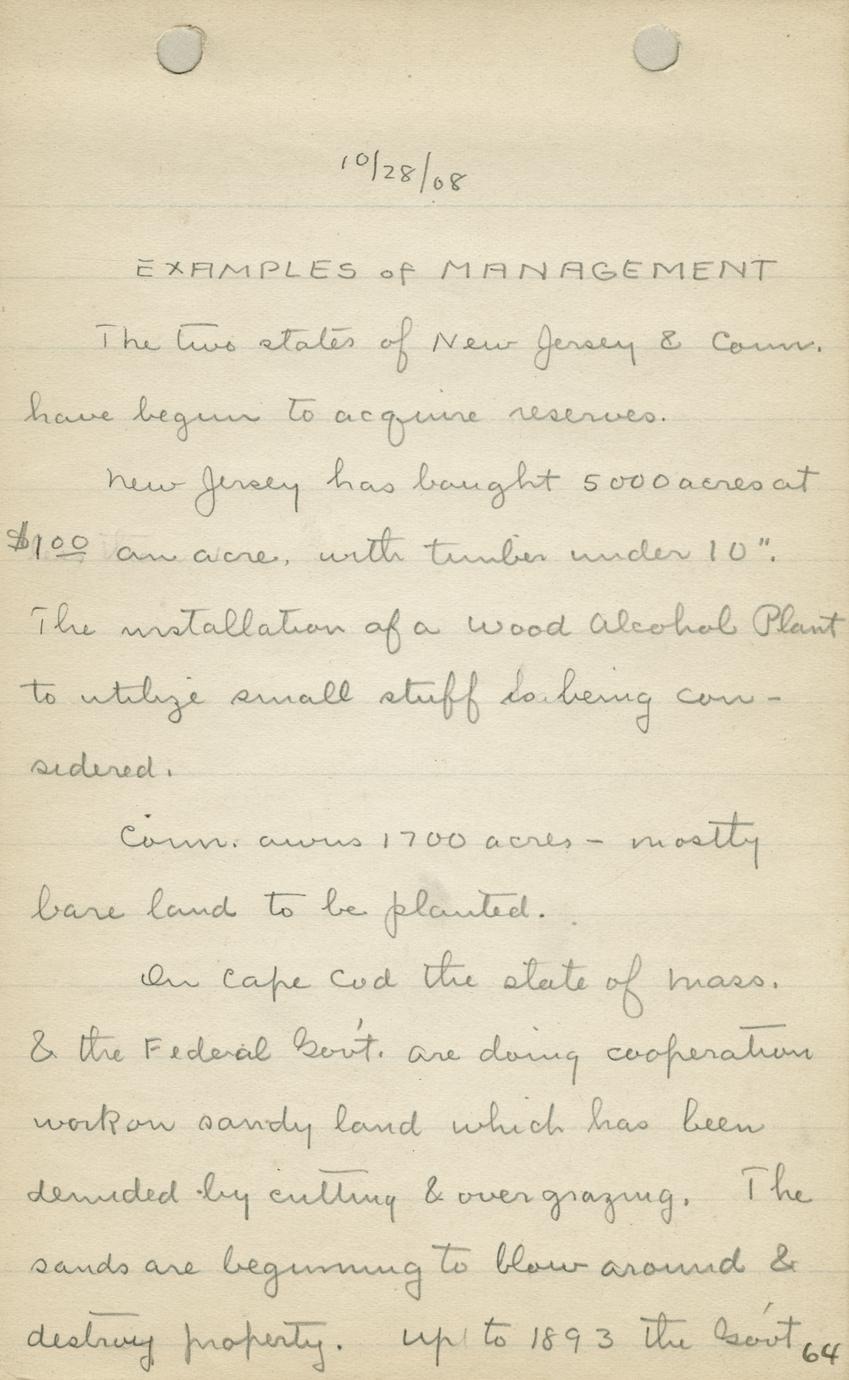 10/28/08
EXAMPLES of MANAGEMENT
The two states of New Jersey & Conn.
have begun to acquire reserves.
New Jersey has bought 5000 acres at
$1.00 an acre, with timber under 10".
The installation of a Wood Alcohol Plant
to utilize small stuff is being con-
sidered.
Conn. owns 1700 acres - mostly
bare land to be planted.
On Cape Cod the state of Mass.
& the Federal Gov't. are doing cooperation
work on sandy land which has been
denuded by cutting & overgrazing. The
sands are beginning to blow around &
destroy property. Up to 1893 the Gov't
64